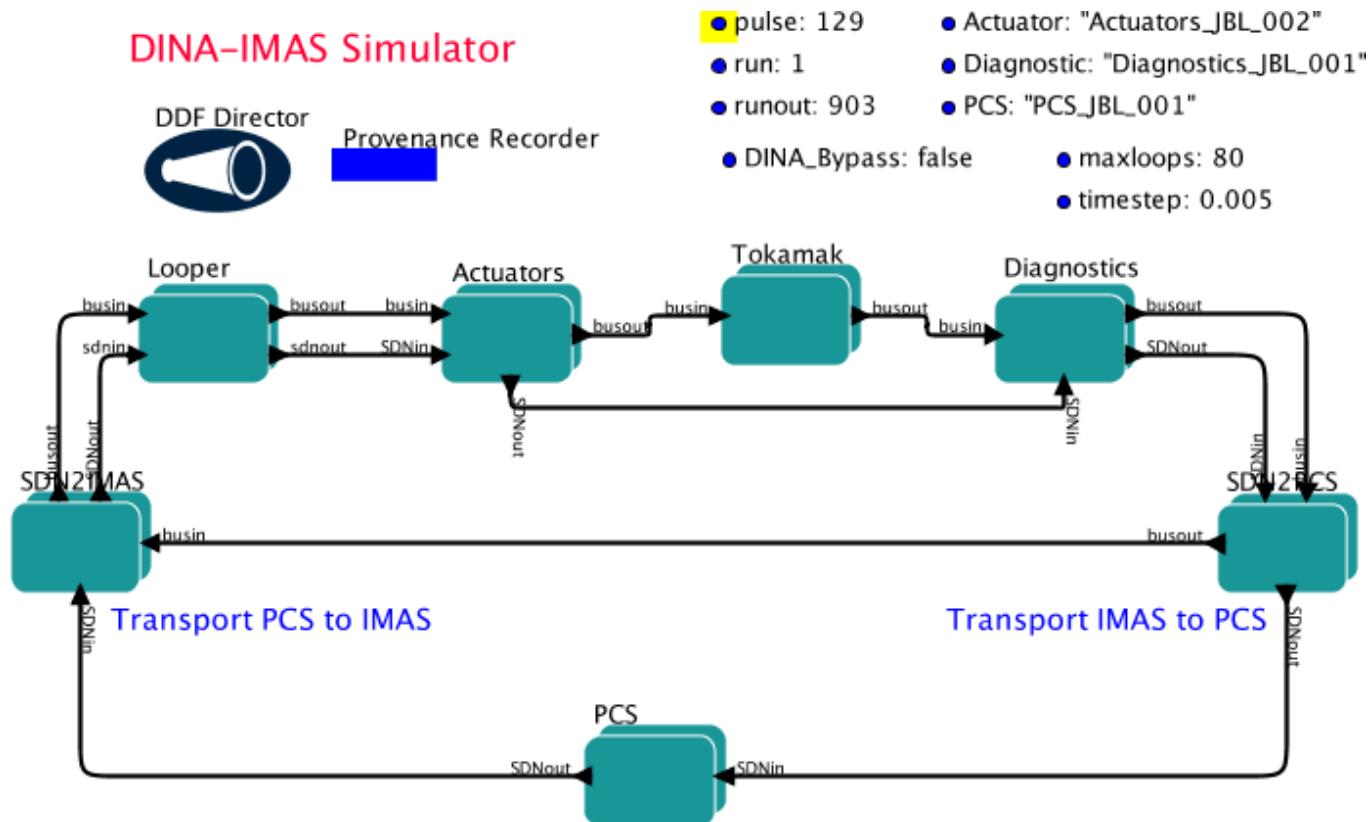 DINA-IMAS Simulator
pulse: 129
Actuator: "Actuators_JBL_002"
run: 1
Diagnostic: "Diagnostics_JBL_001"
runout: 903
PCS: "PCS_JBL_001"
DINA_Bypass: false
maxloops: 80
timestep: 0.005
DDF Director
Provenance Recorder
Looper
Actuators
Tokamak
Diagnostics
busin
busout
busin
busout
busin
busout
busin
busout
sdnin
sdnout
SDNin
SDNout
SDNout
SDNin
busout
SDNout
SDNin
busin
SDN2IMAS
SDN2PCS
busin
busout
SDNin
Transport PCS to IMAS
Transport IMAS to PCS
SDNout
PCS
SDNout
SDNin